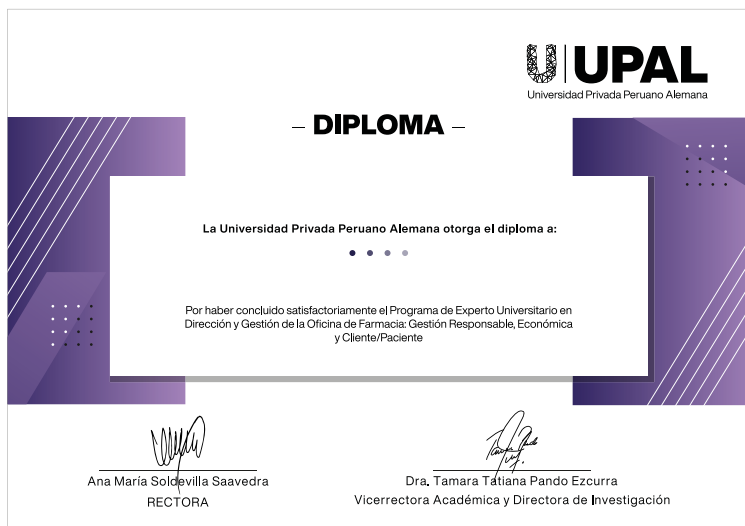 UPAL
Universidad Privada Peruano Alemana
– DIPLOMA –
La Universidad Privada Peruano Alemana otorga el diploma a:
Por haber concluido satisfactoriamente el Programa de Experto Universitario en
Dirección y Gestión de la Oficina de Farmacia: Gestión Responsable, Económica
y Cliente/Paciente
Ana María Soldevilla Saavedra
RECTORA
Dra. Tamara Tatiana Pando Ezcurra
Vicerrectora Académica y Directora de Investigación